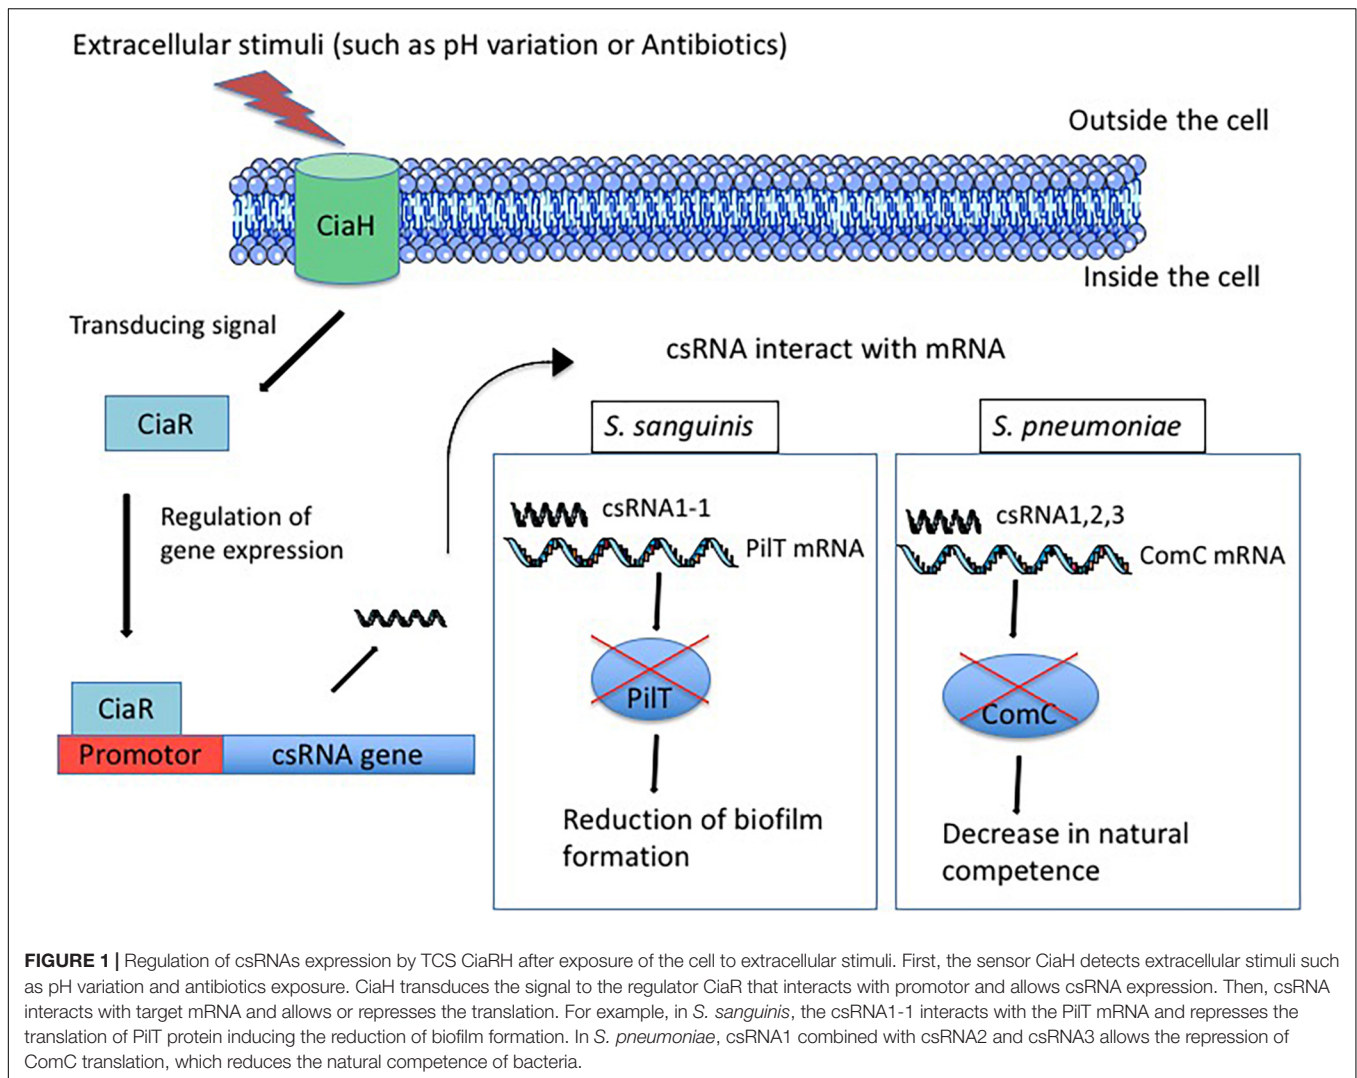 Extracellular stimuli (such as pH variation or Antibiotics)
Outside the cell
CiaH
Inside the cell
Transducing signal
csRNA interact with mRNA
CiaR
S. sanguinis
S. pneumoniae
Regulation of
gene expression
csRNA1-1
PilT mRNA
csRNA1,2,3
ComC mRNA
PilT
ComC
CiaR
Promotor
csRNA gene
Reduction of biofilm
formation
Decrease in natural
competence
FIGURE 1 | Regulation of csRNAs expression by TCS CiaRH after exposure of the cell to extracellular stimuli. First, the sensor CiaH detects extracellular stimuli such
as pH variation and antibiotics exposure. CiaH transduces the signal to the regulator CiaR that interacts with promotor and allows csRNA expression. Then, csRNA
interacts with target mRNA and allows or represses the translation. For example, in S. sanguinis, the csRNA1-1 interacts with the PilT mRNA and represses the
translation of PilT protein inducing the reduction of biofilm formation. In S. pneumoniae, csRNA1 combined with csRNA2 and csRNA3 allows the repression of
ComC translation, which reduces the natural competence of bacteria.